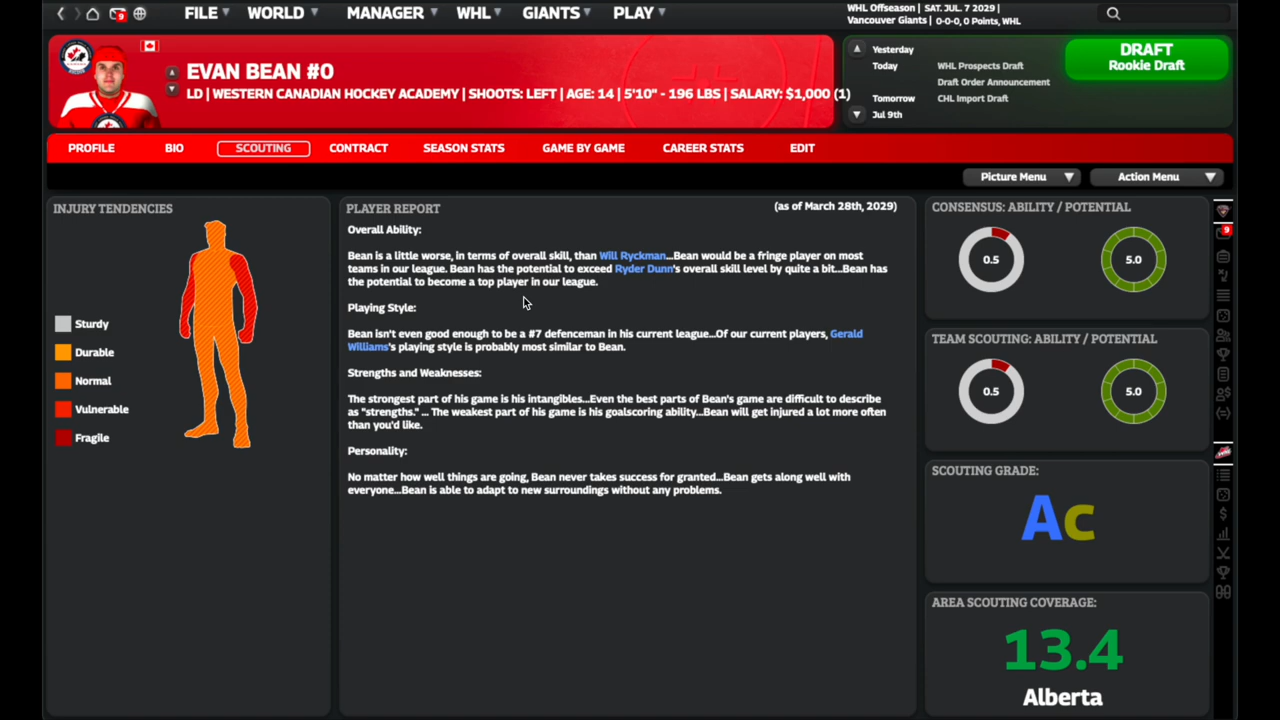 FILE WORLD MANAGER WHL GIANTS PLAY
WHL Offseason | SAT. JUL. 7 2029 |
Vancouver Giants | 0-0-0, 0 Points, WHL
9
EVAN BEAN #0
LD | WESTERN CANADIAN HOCKEY ACADEMY | SHOOTS: LEFT | AGE: 14 | 5'10" - 196 LBS | SALARY: $1,000 (1)
Yesterday
Today WHL Prospects Draft
Draft Order Announcement
Tomorrow CHL Import Draft
Jul 9th
DRAFT
Rookie Draft
PROFILE BIO SCOUTING CONTRACT SEASON STATS GAME BY GAME CAREER STATS EDIT
Picture Menu Action Menu
INJURY TENDENCIES
Sturdy
Durable
Normal
Vulnerable
Fragile
PLAYER REPORT (as of March 28th, 2029)
Overall Ability:
Bean is a little worse, in terms of overall skill, than Will Ryckman...Bean would be a fringe player on most
teams in our league. Bean has the potential to exceed Ryder Dunn's overall skill level by quite a bit...Bean has
the potential to become a top player in our league.
Playing Style:
Bean isn't even good enough to be a #7 defenceman in his current league...Of our current players, Gerald
Williams's playing style is probably most similar to Bean.
Strengths and Weaknesses:
The strongest part of his game is his intangibles...Even the best parts of Bean's game are difficult to describe
as "strengths." ... The weakest part of his game is his goalscoring ability...Bean will get injured a lot more often
than you'd like.
Personality:
No matter how well things are going, Bean never takes success for granted...Bean gets along well with
everyone...Bean is able to adapt to new surroundings without any problems.
CONSENSUS: ABILITY / POTENTIAL
0.5 5.0
TEAM SCOUTING: ABILITY / POTENTIAL
0.5 5.0
SCOUTING GRADE:
Ac
AREA SCOUTING COVERAGE:
13.4
Alberta
9